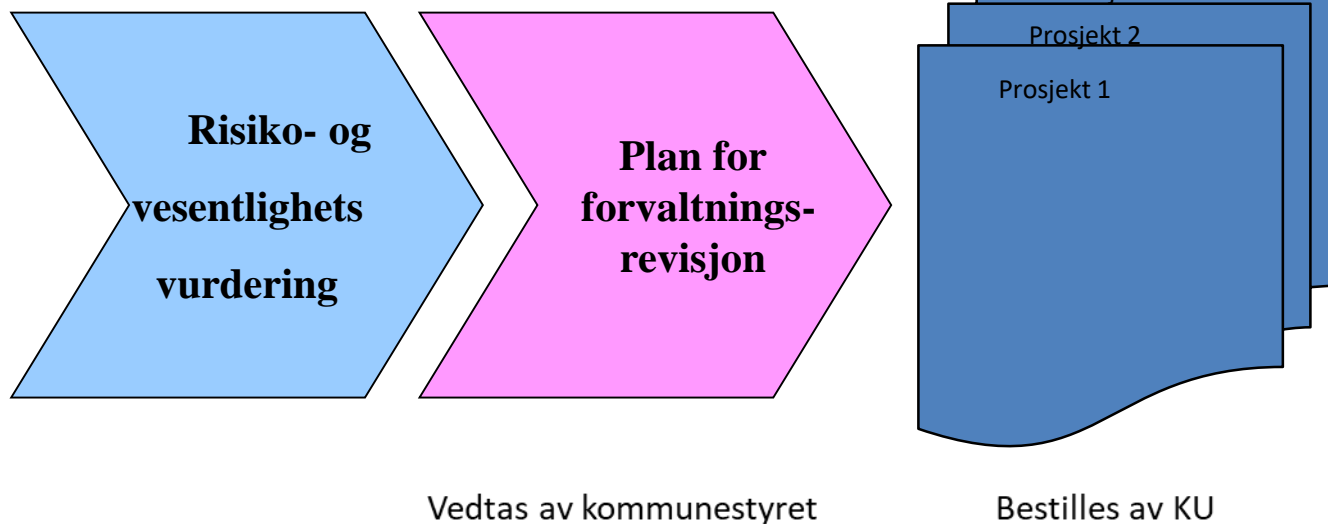 Risiko- og
vesentlighets
vurdering
Plan for
forvaltnings-
revisjon
Prosjekt 2
Prosjekt 1
Vedtas av kommunestyret
Bestilles av KU